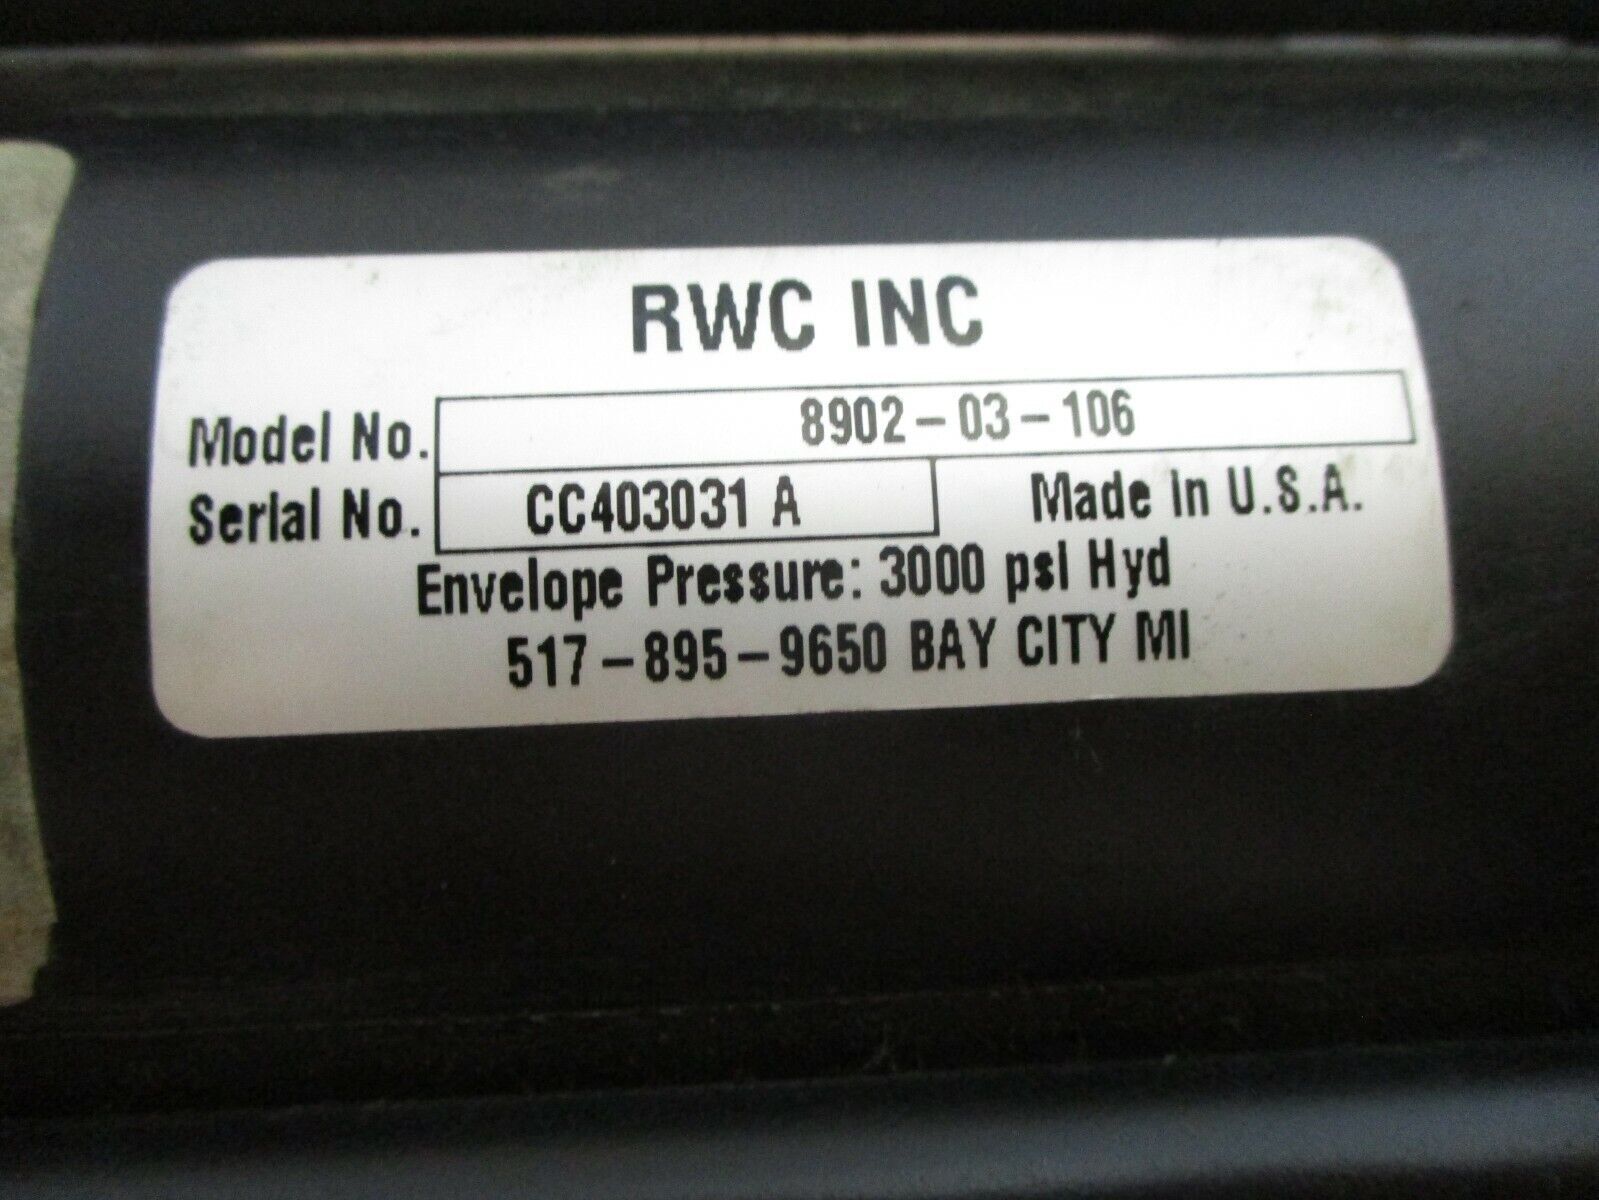 RWC INC
Model No. 8902-03-106
Serial No. CC403031 A Made in U.S.A.
Envelope Pressure: 3000 psi Hyd
517-895-9650 BAY CITY MI